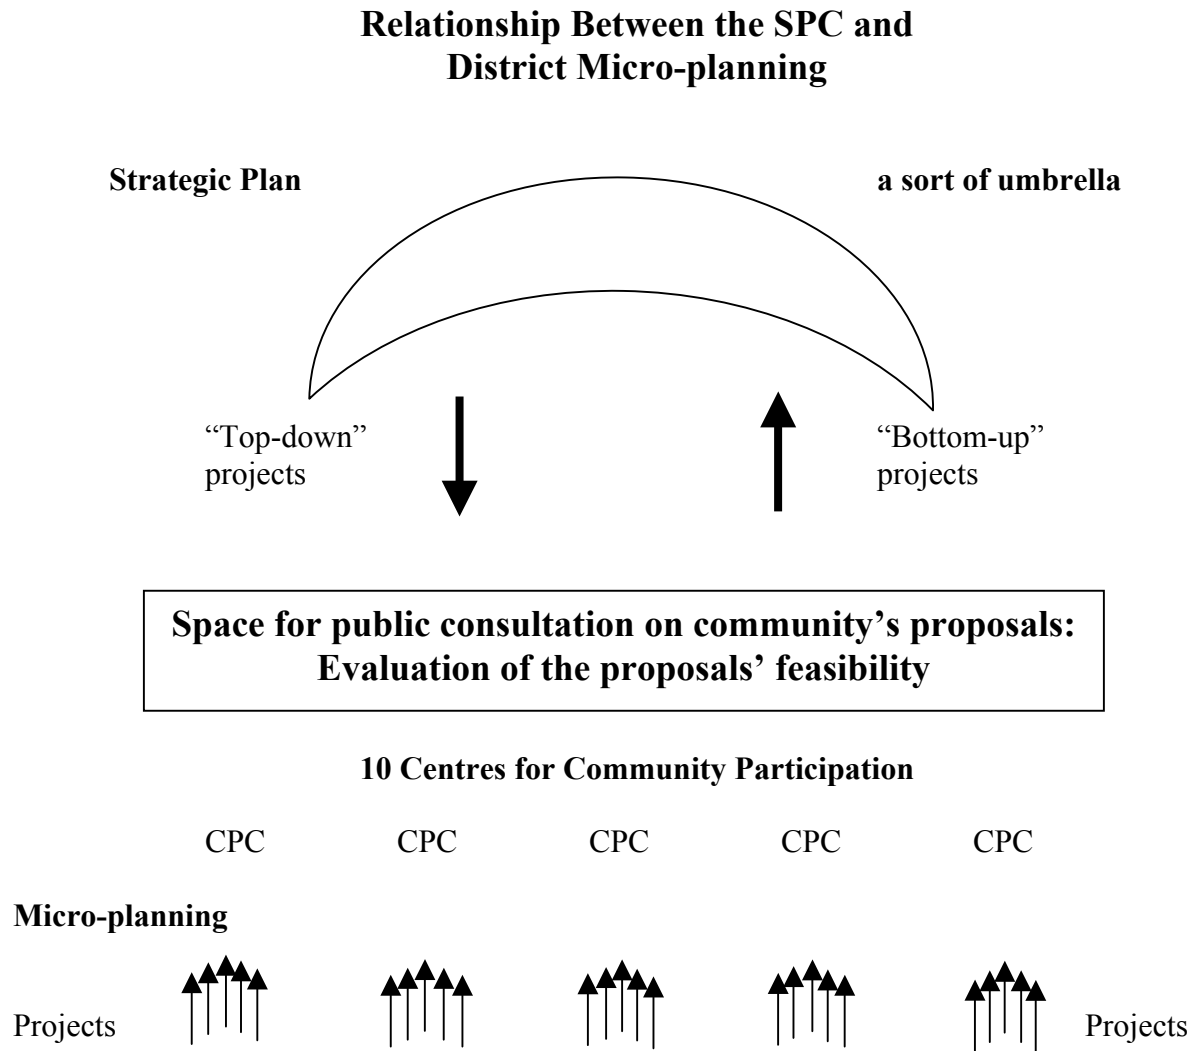 Relationship Between the SPC and
District Micro-planning
Strategic Plan
a sort of umbrella
“Top-down”
projects
“Bottom-up”
projects
Space for public consultation on community’s proposals:
Evaluation of the proposals’ feasibility
10 Centres for Community Participation
CPC CPC CPC CPC CPC
Micro-planning
Projects
Projects